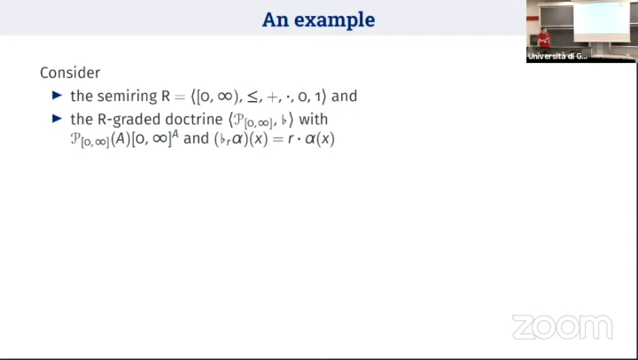 An example
Università di G...
Consider
▶ the semiring R = ⟨[0, ∞), ≤, +, ·, 0, 1⟩ and
▶ the R-graded doctrine ⟨𝒫[0,∞], ♭⟩ with
𝒫[0,∞](A)[0, ∞]ᴬ and (♭ᵣα)(x) = r · α(x)
zoom